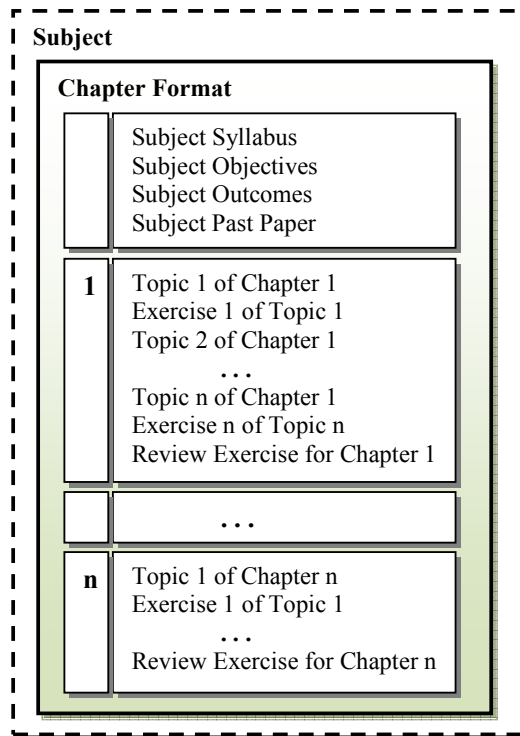 Subject
Chapter Format
Subject Syllabus
Subject Objectives
Subject Outcomes
Subject Past Paper
1
Topic 1 of Chapter 1
Exercise 1 of Topic 1
Topic 2 of Chapter 1
...
Topic n of Chapter 1
Exercise n of Topic n
Review Exercise for Chapter 1
...
n
Topic 1 of Chapter n
Exercise 1 of Topic 1
...
Review Exercise for Chapter n